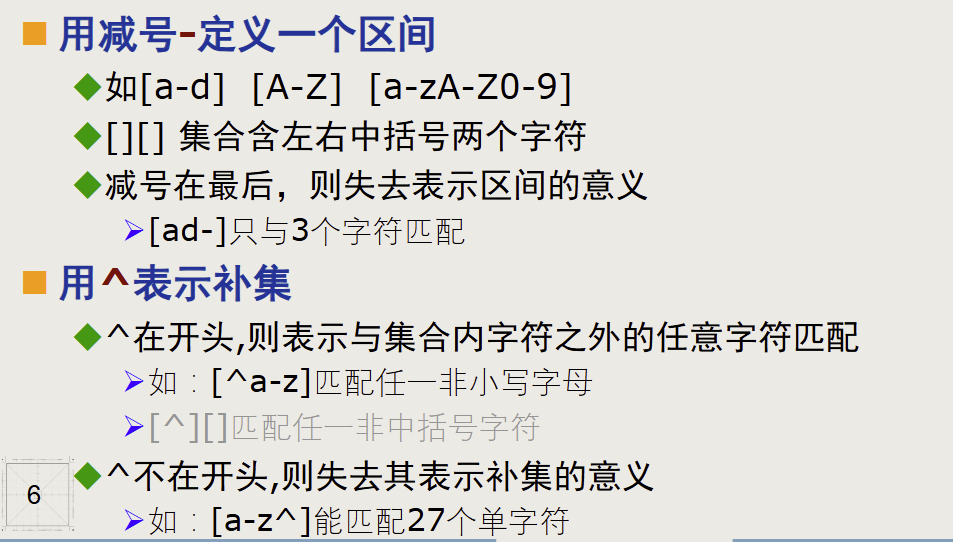 用减号-定义一个区间
如[a-d] [A-Z] [a-zA-Z0-9]
[][] 集合含左右中括号两个字符
减号在最后，则失去表示区间的意义
[ad-]只与3个字符匹配
用^表示补集
^在开头,则表示与集合内字符之外的任意字符匹配
如：[^a-z]匹配任一非小写字母
[^][]匹配任一非中括号字符
^不在开头,则失去其表示补集的意义
如：[a-z^]能匹配27个单字符
6